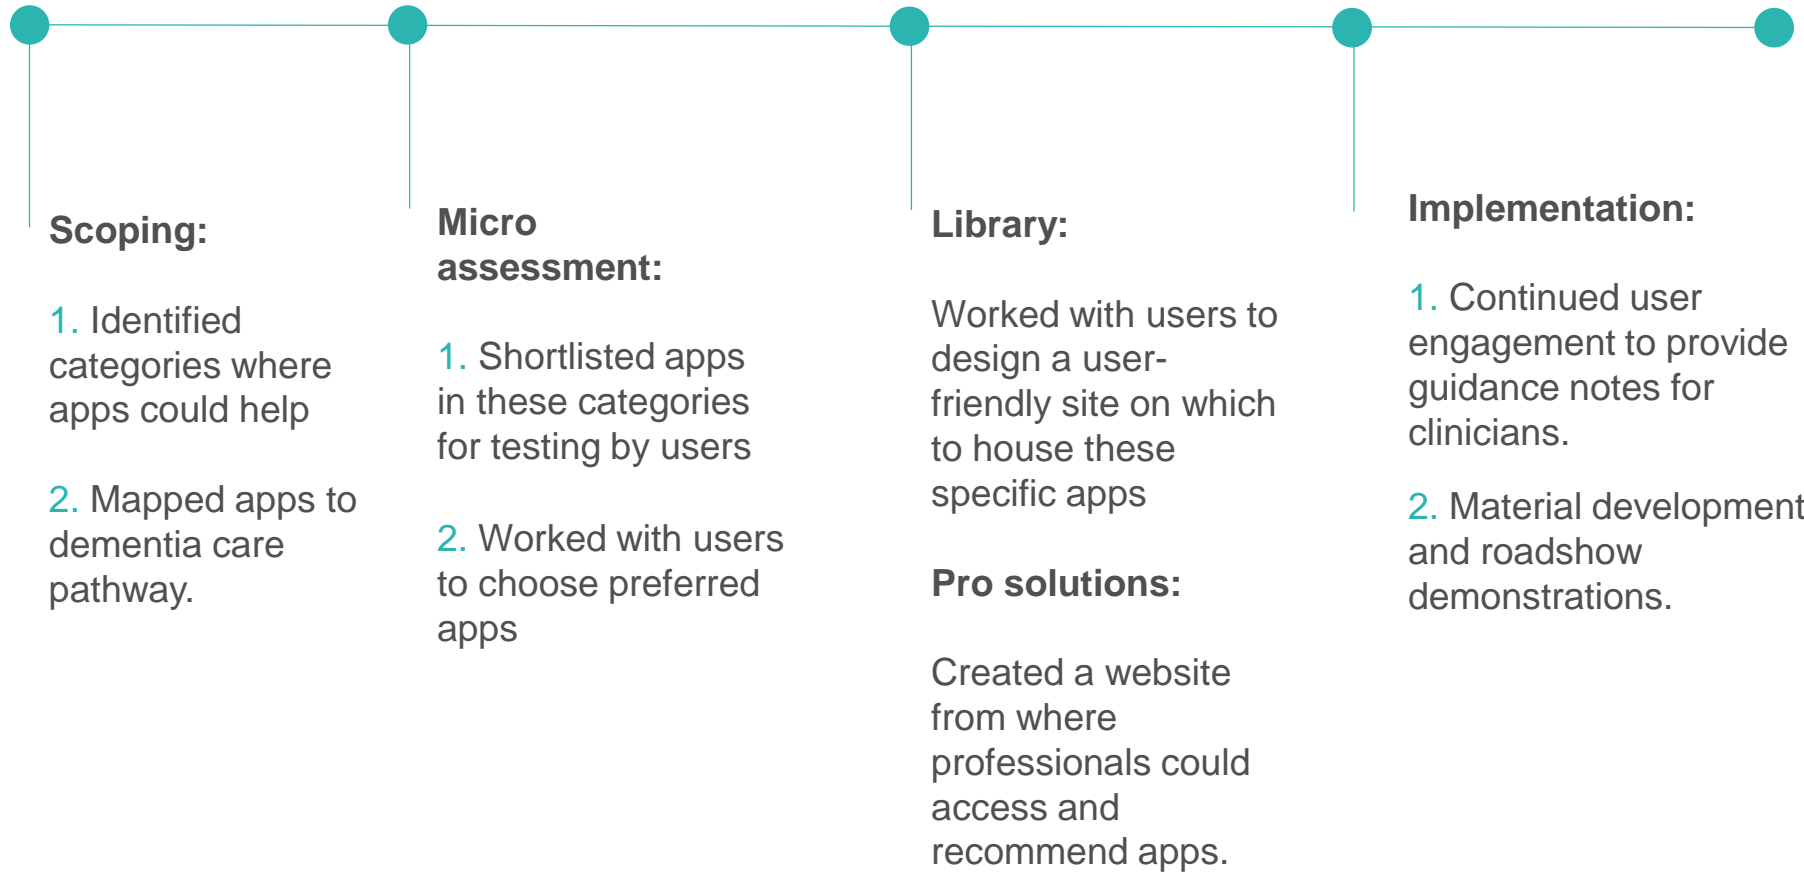 Scoping:
1. Identified
categories where
apps could help
2. Mapped apps to
dementia care
pathway.
Micro
assessment:
1. Shortlisted apps
in these categories
for testing by users
2. Worked with users
to choose preferred
apps
Library:
Worked with users to
design a user-
friendly site on which
to house these
specific apps
Pro solutions:
Created a website
from where
professionals could
access and
recommend apps.
Implementation:
1. Continued user
engagement to provide
guidance notes for
clinicians.
2. Material development
and roadshow
demonstrations.